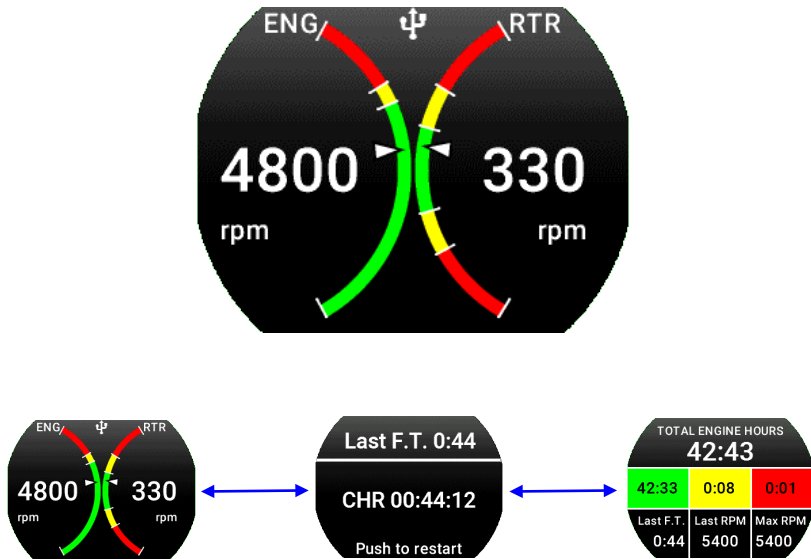 ENG RTR
4800 330
rpm rpm
ENG RTR
4800 330
rpm rpm
Last F.T. 0:44
CHR 00:44:12
Push to restart
TOTAL ENGINE HOURS
42:43
42:33 0:08 0:01
Last F.T. Last RPM Max RPM
0:44 5400 5400